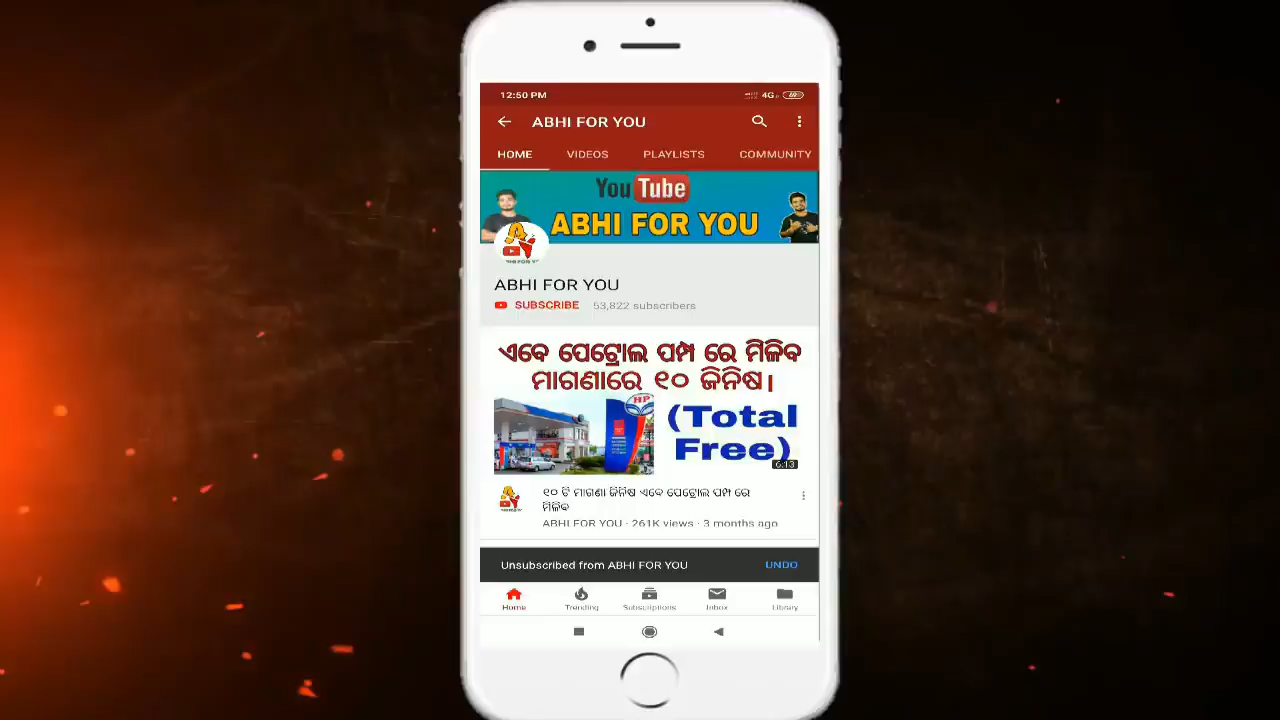 12:50 PM
4G
69
ABHI FOR YOU
HOME
VIDEOS
PLAYLISTS
COMMUNITY
YouTube
ABHI FOR YOU
ABHI FOR YOU
SUBSCRIBE
53,822 subscribers
ଏବେ ପେଟ୍ରୋଲ ପମ୍ପ ରେ ମିଳିବ
ମାଗଣାରେ ୧୦ ଜିନିଷ।
HP
(Total
Free)
6:13
୧୦ ଟି ମାଗଣା ଜିନିଷ ଏବେ ପେଟ୍ରୋଲ ପମ୍ପ ରେ
ମିଳିବ
ABHI FOR YOU · 261K views · 3 months ago
Unsubscribed from ABHI FOR YOU
UNDO
Home
Trending
Subscriptions
Inbox
Library